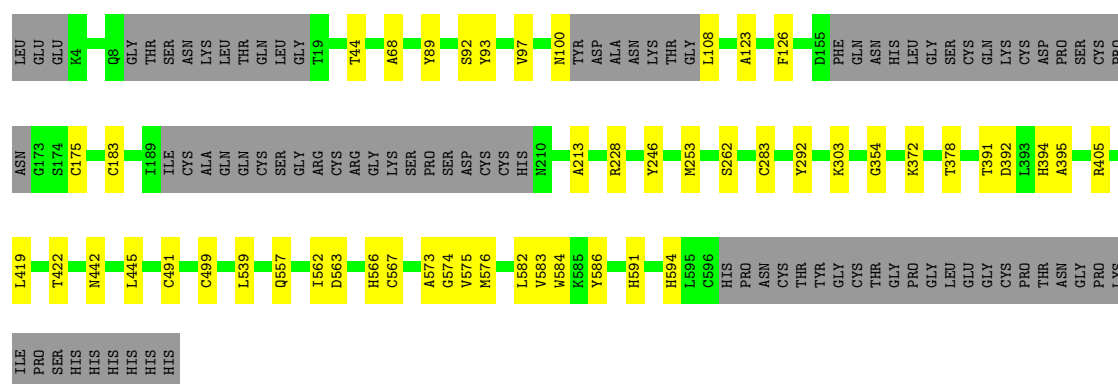 LEU GLU GLU K4 Q8 GLY THR SER ASN LYS LEU THR GLN LEU GLY T19 T44 A68 Y89 S92 Y93 V97 N100 TYR ASP ALA ASN LYS THR GLY L108 A123 F126 D155 PHE GLN ASN HIS LEU GLY SER CYS GLN LYS CYS ASP PRO SER CYS PRO
ASN G173 S174 C175 C183 I189 ILE CYS ALA GLN GLN CYS SER GLY ARG CYS ARG GLY LYS SER PRO SER ASP CYS CYS HIS N210 A213 R228 Y246 M253 S262 C283 Y292 K303 G354 K372 T378 T391 D392 L393 H394 A395 R405
L419 T422 N442 L445 C491 C499 L539 Q557 I562 D563 H566 C567 A573 G574 V575 M576 L582 V583 W584 K585 Y586 H591 H594 L595 C596 HIS PRO ASN CYS THR TYR GLY CYS THR GLY PRO GLY LEU GLU GLY CYS PRO THR ASN GLY PRO LYS
ILE PRO SER HIS HIS HIS HIS HIS HIS